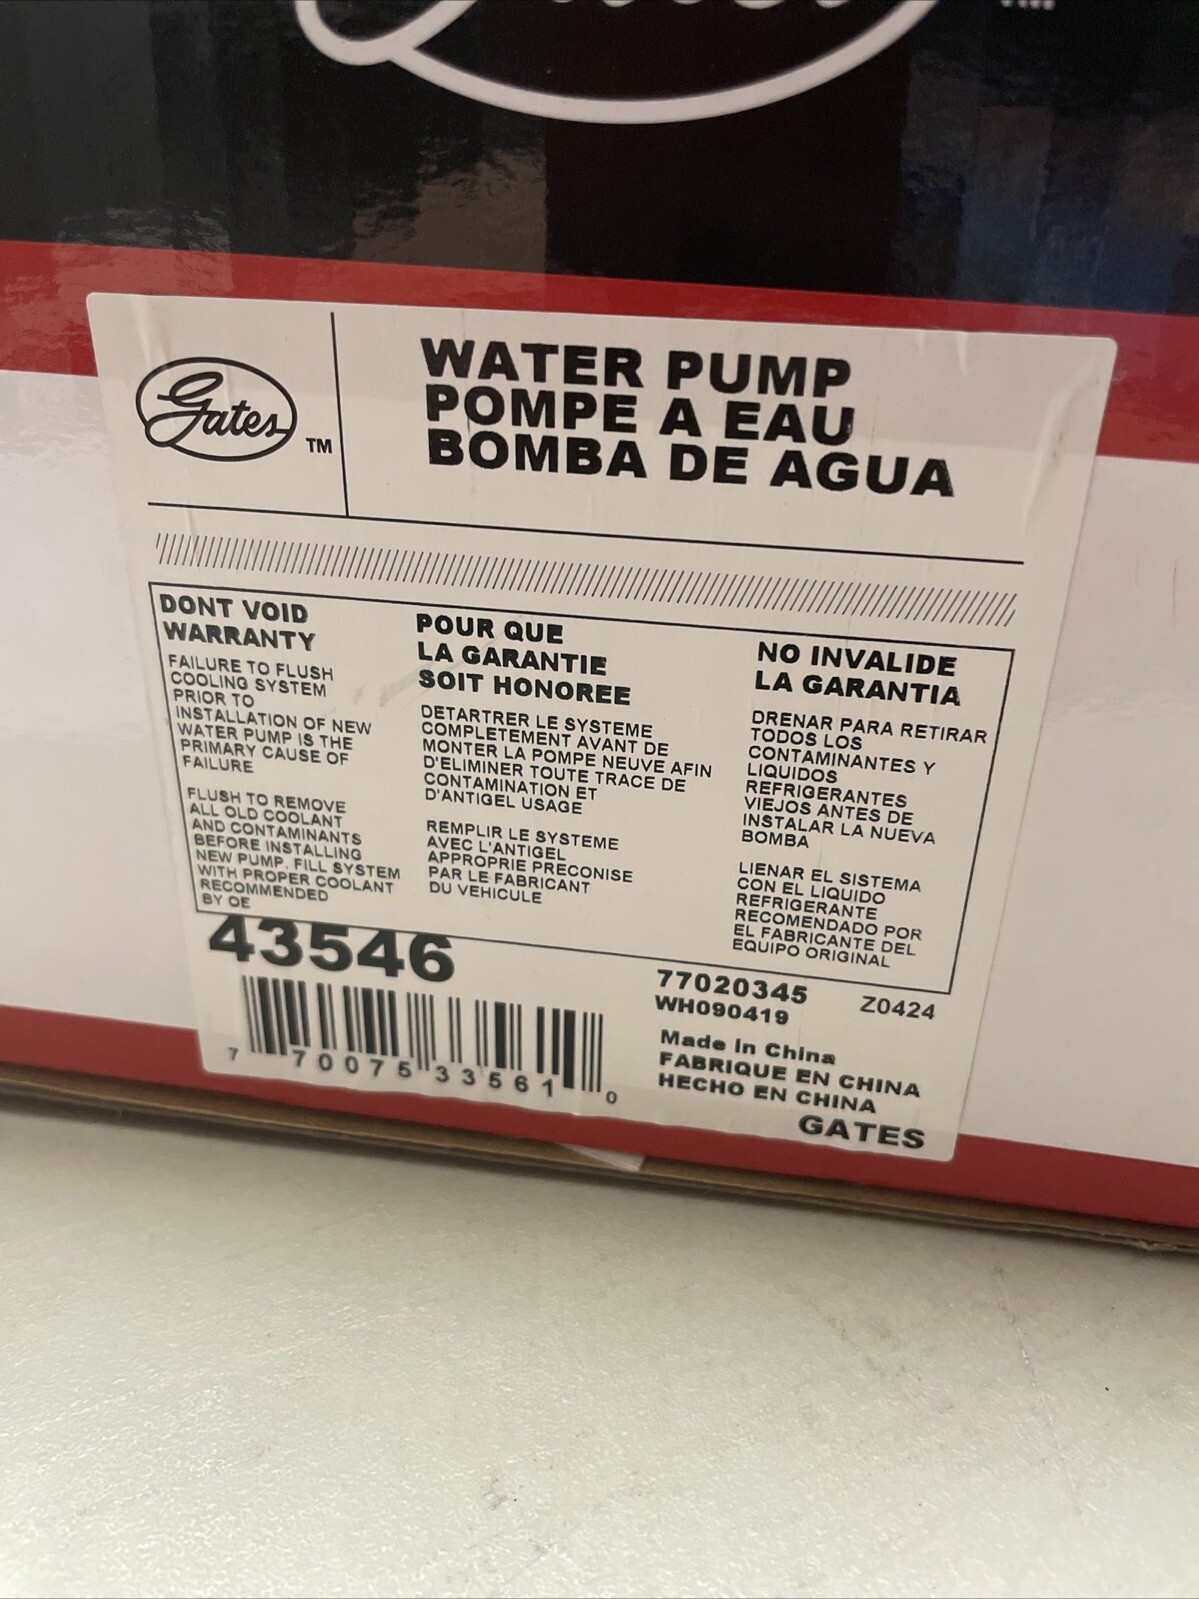 Gates
TM
WATER PUMP
POMPE A EAU
BOMBA DE AGUA
DONT VOID
WARRANTY
FAILURE TO FLUSH
COOLING SYSTEM
PRIOR TO
INSTALLATION OF NEW
WATER PUMP IS THE
PRIMARY CAUSE OF
FAILURE
FLUSH TO REMOVE
ALL OLD COOLANT
AND CONTAMINANTS
BEFORE INSTALLING
NEW PUMP. FILL SYSTEM
WITH PROPER COOLANT
RECOMMENDED
BY OE
POUR QUE
LA GARANTIE
SOIT HONOREE
DETARTRER LE SYSTEME
COMPLETEMENT AVANT DE
MONTER LA POMPE NEUVE AFIN
D'ELIMINER TOUTE TRACE DE
CONTAMINATION ET
D'ANTIGEL USAGE
REMPLIR LE SYSTEME
AVEC L'ANTIGEL
APPROPRIE PRECONISE
PAR LE FABRICANT
DU VEHICULE
NO INVALIDE
LA GARANTIA
DRENAR PARA RETIRAR
TODOS LOS
CONTAMINANTES Y
LIQUIDOS
REFRIGERANTES
VIEJOS ANTES DE
INSTALAR LA NUEVA
BOMBA
LIENAR EL SISTEMA
CON EL LIQUIDO
REFRIGERANTE
RECOMENDADO POR
EL FABRICANTE DEL
EQUIPO ORIGINAL
43546
7 70075 33561 0
77020345 Z0424
WH090419
Made In China
FABRIQUE EN CHINA
HECHO EN CHINA
GATES